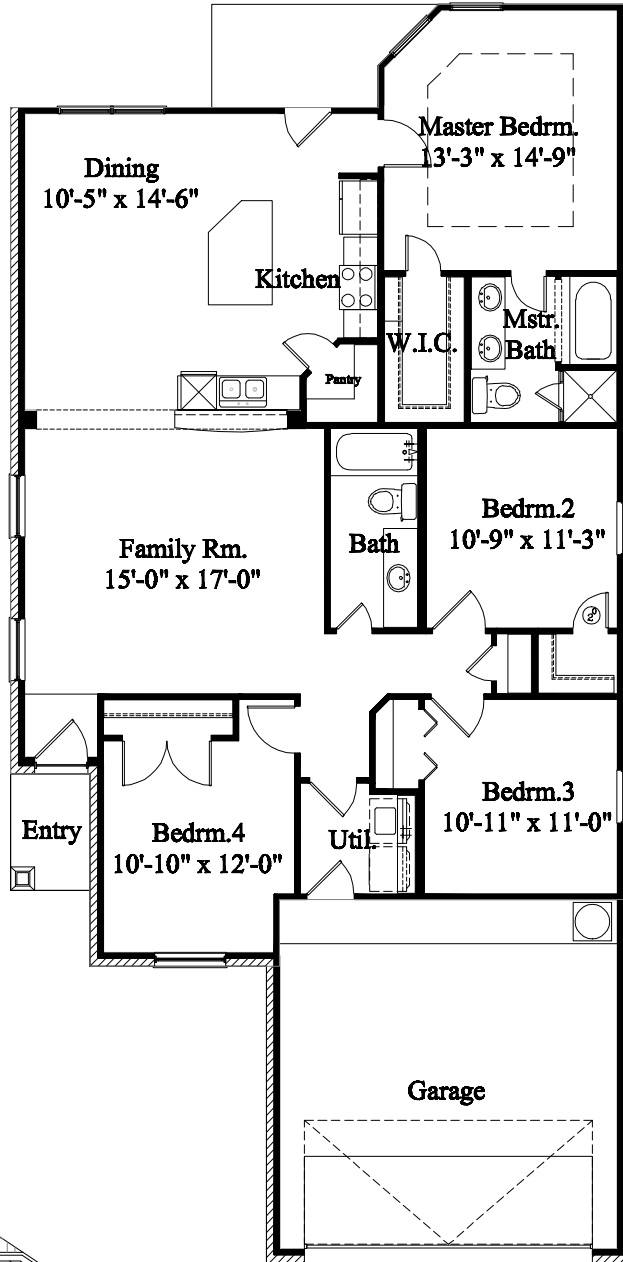 Master Bedrm.
13'-3" x 14'-9"
Dining
10'-5" x 14'-6"
Kitchen
Mstr.
Bath
W.I.C.
Pantry
Bedrm.2
10'-9" x 11'-3"
Bath
Family Rm.
15'-0" x 17'-0"
Bedrm.3
10'-11" x 11'-0"
Entry
Bedrm.4
10'-10" x 12'-0"
Util.
Garage